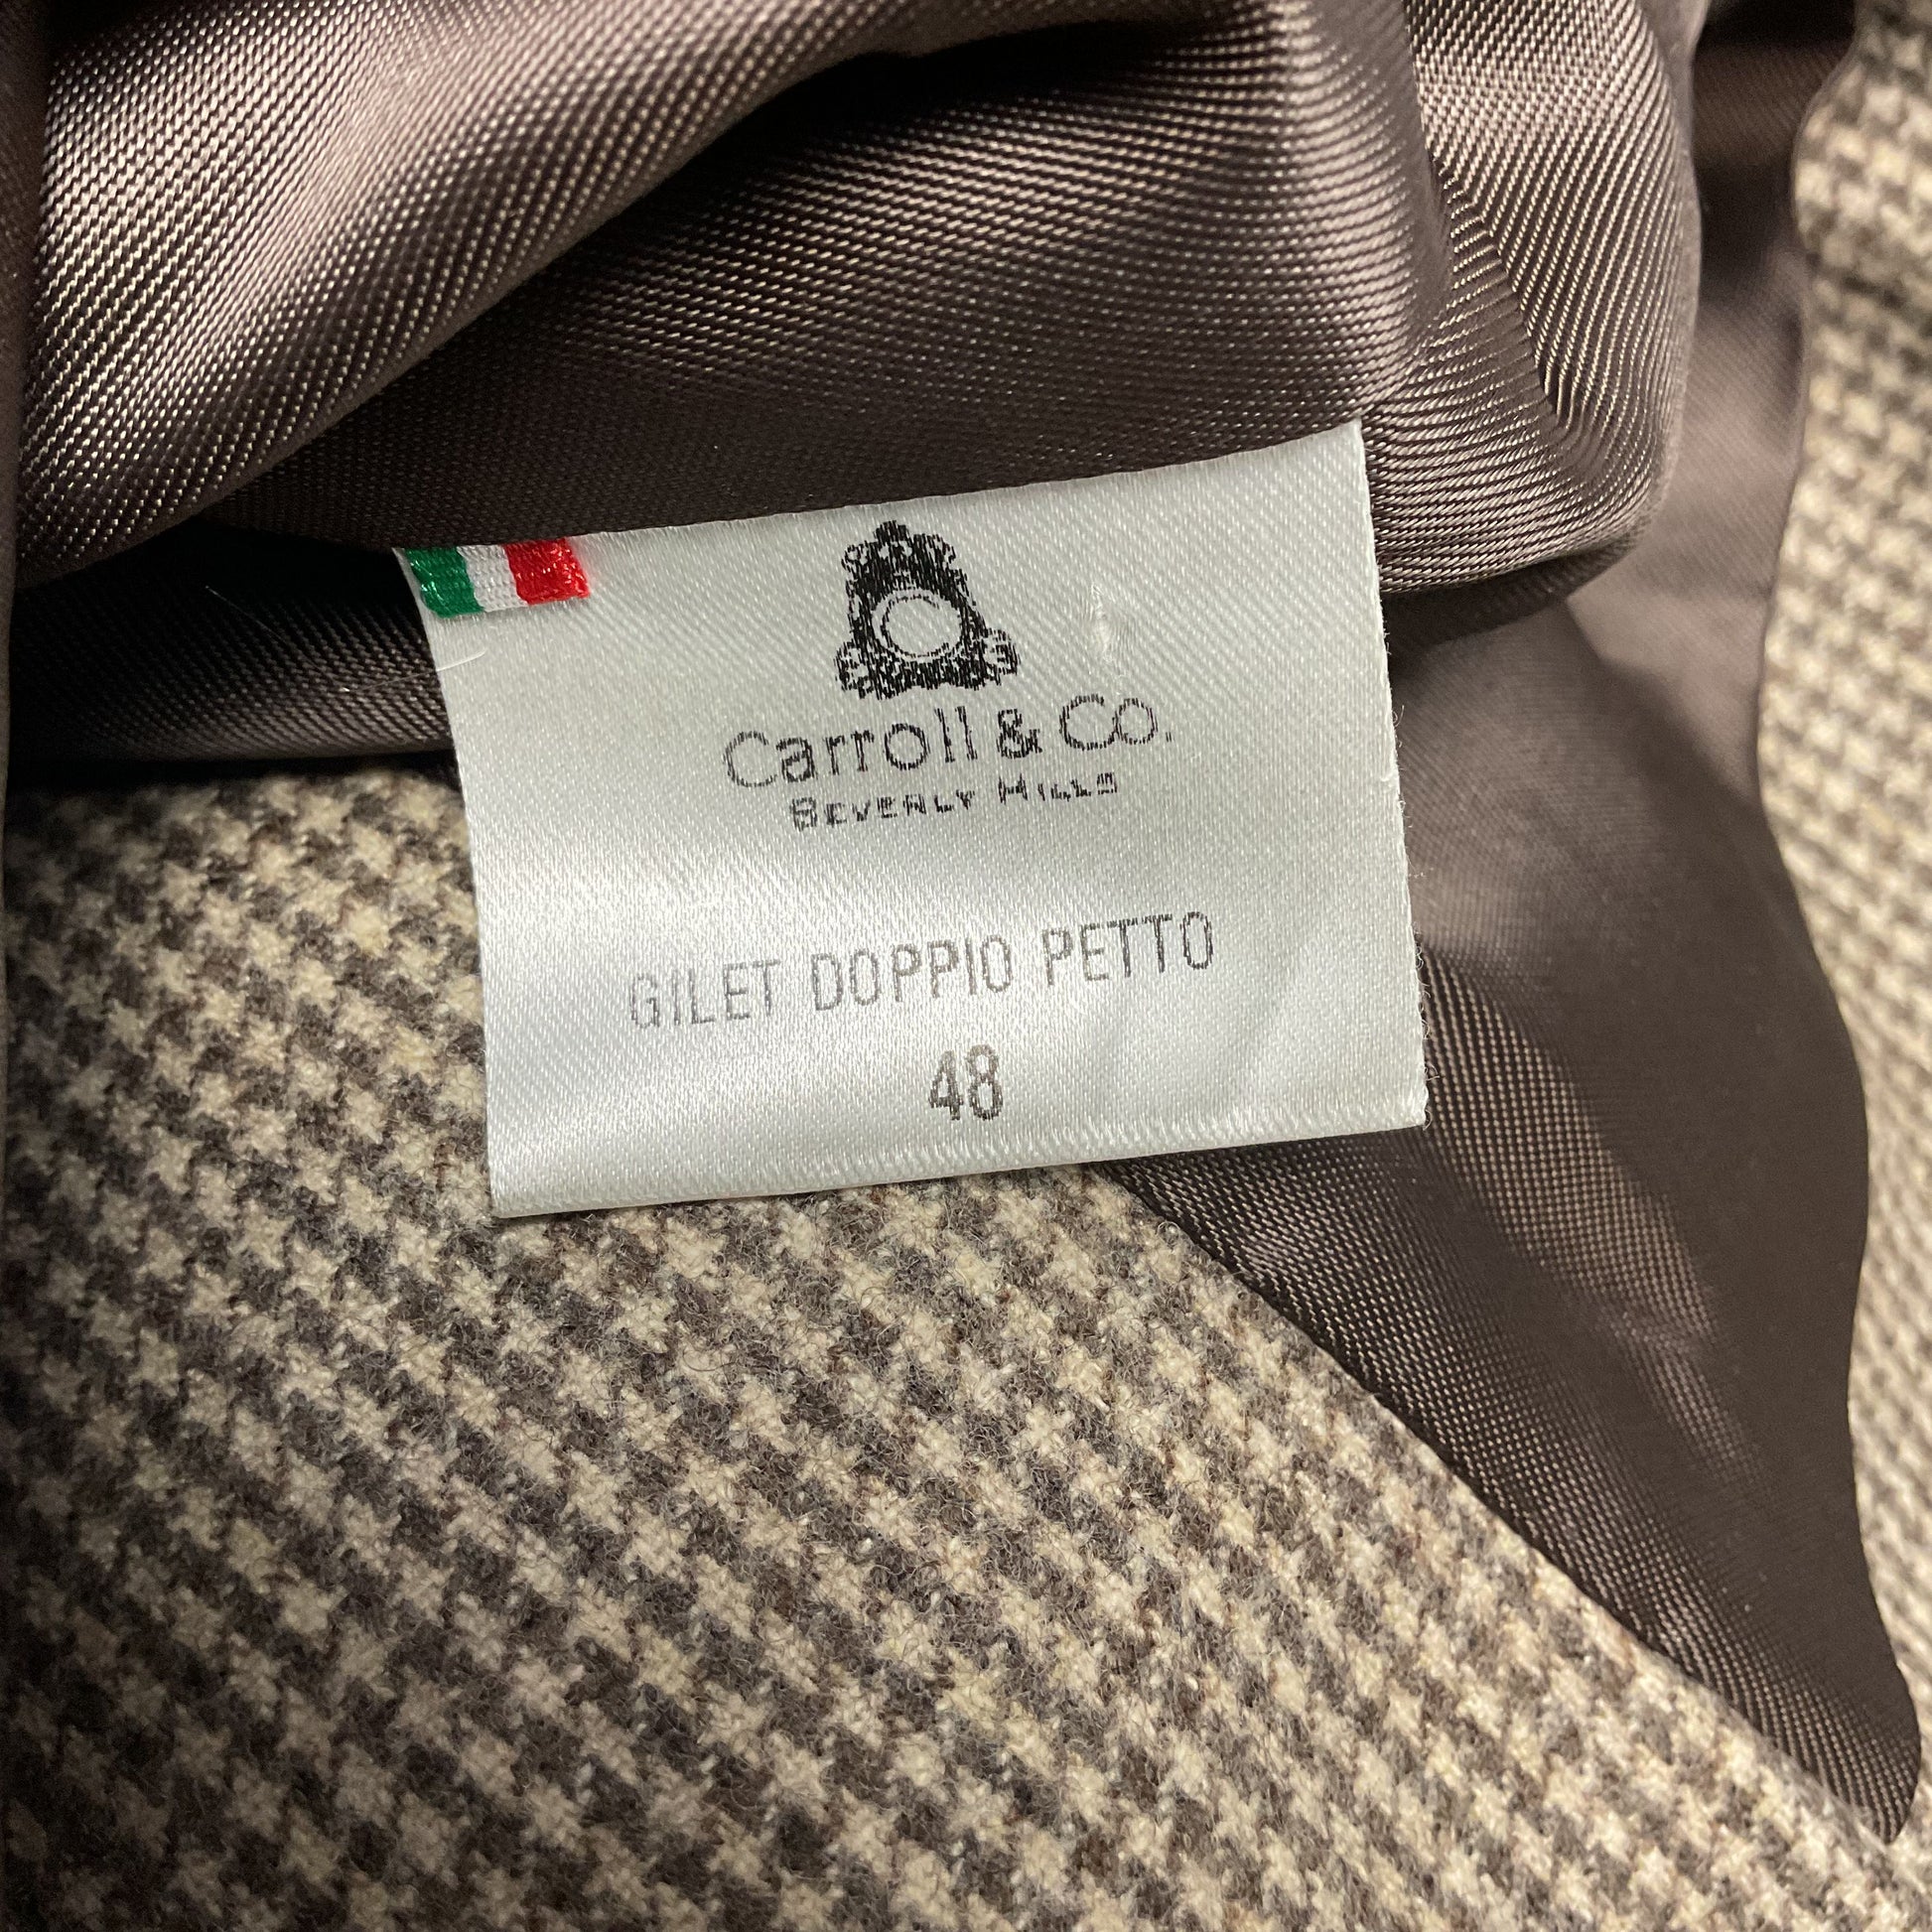 Carroll & Co.
BEVERLY HILLS
GILET DOPPIO PETTO
48